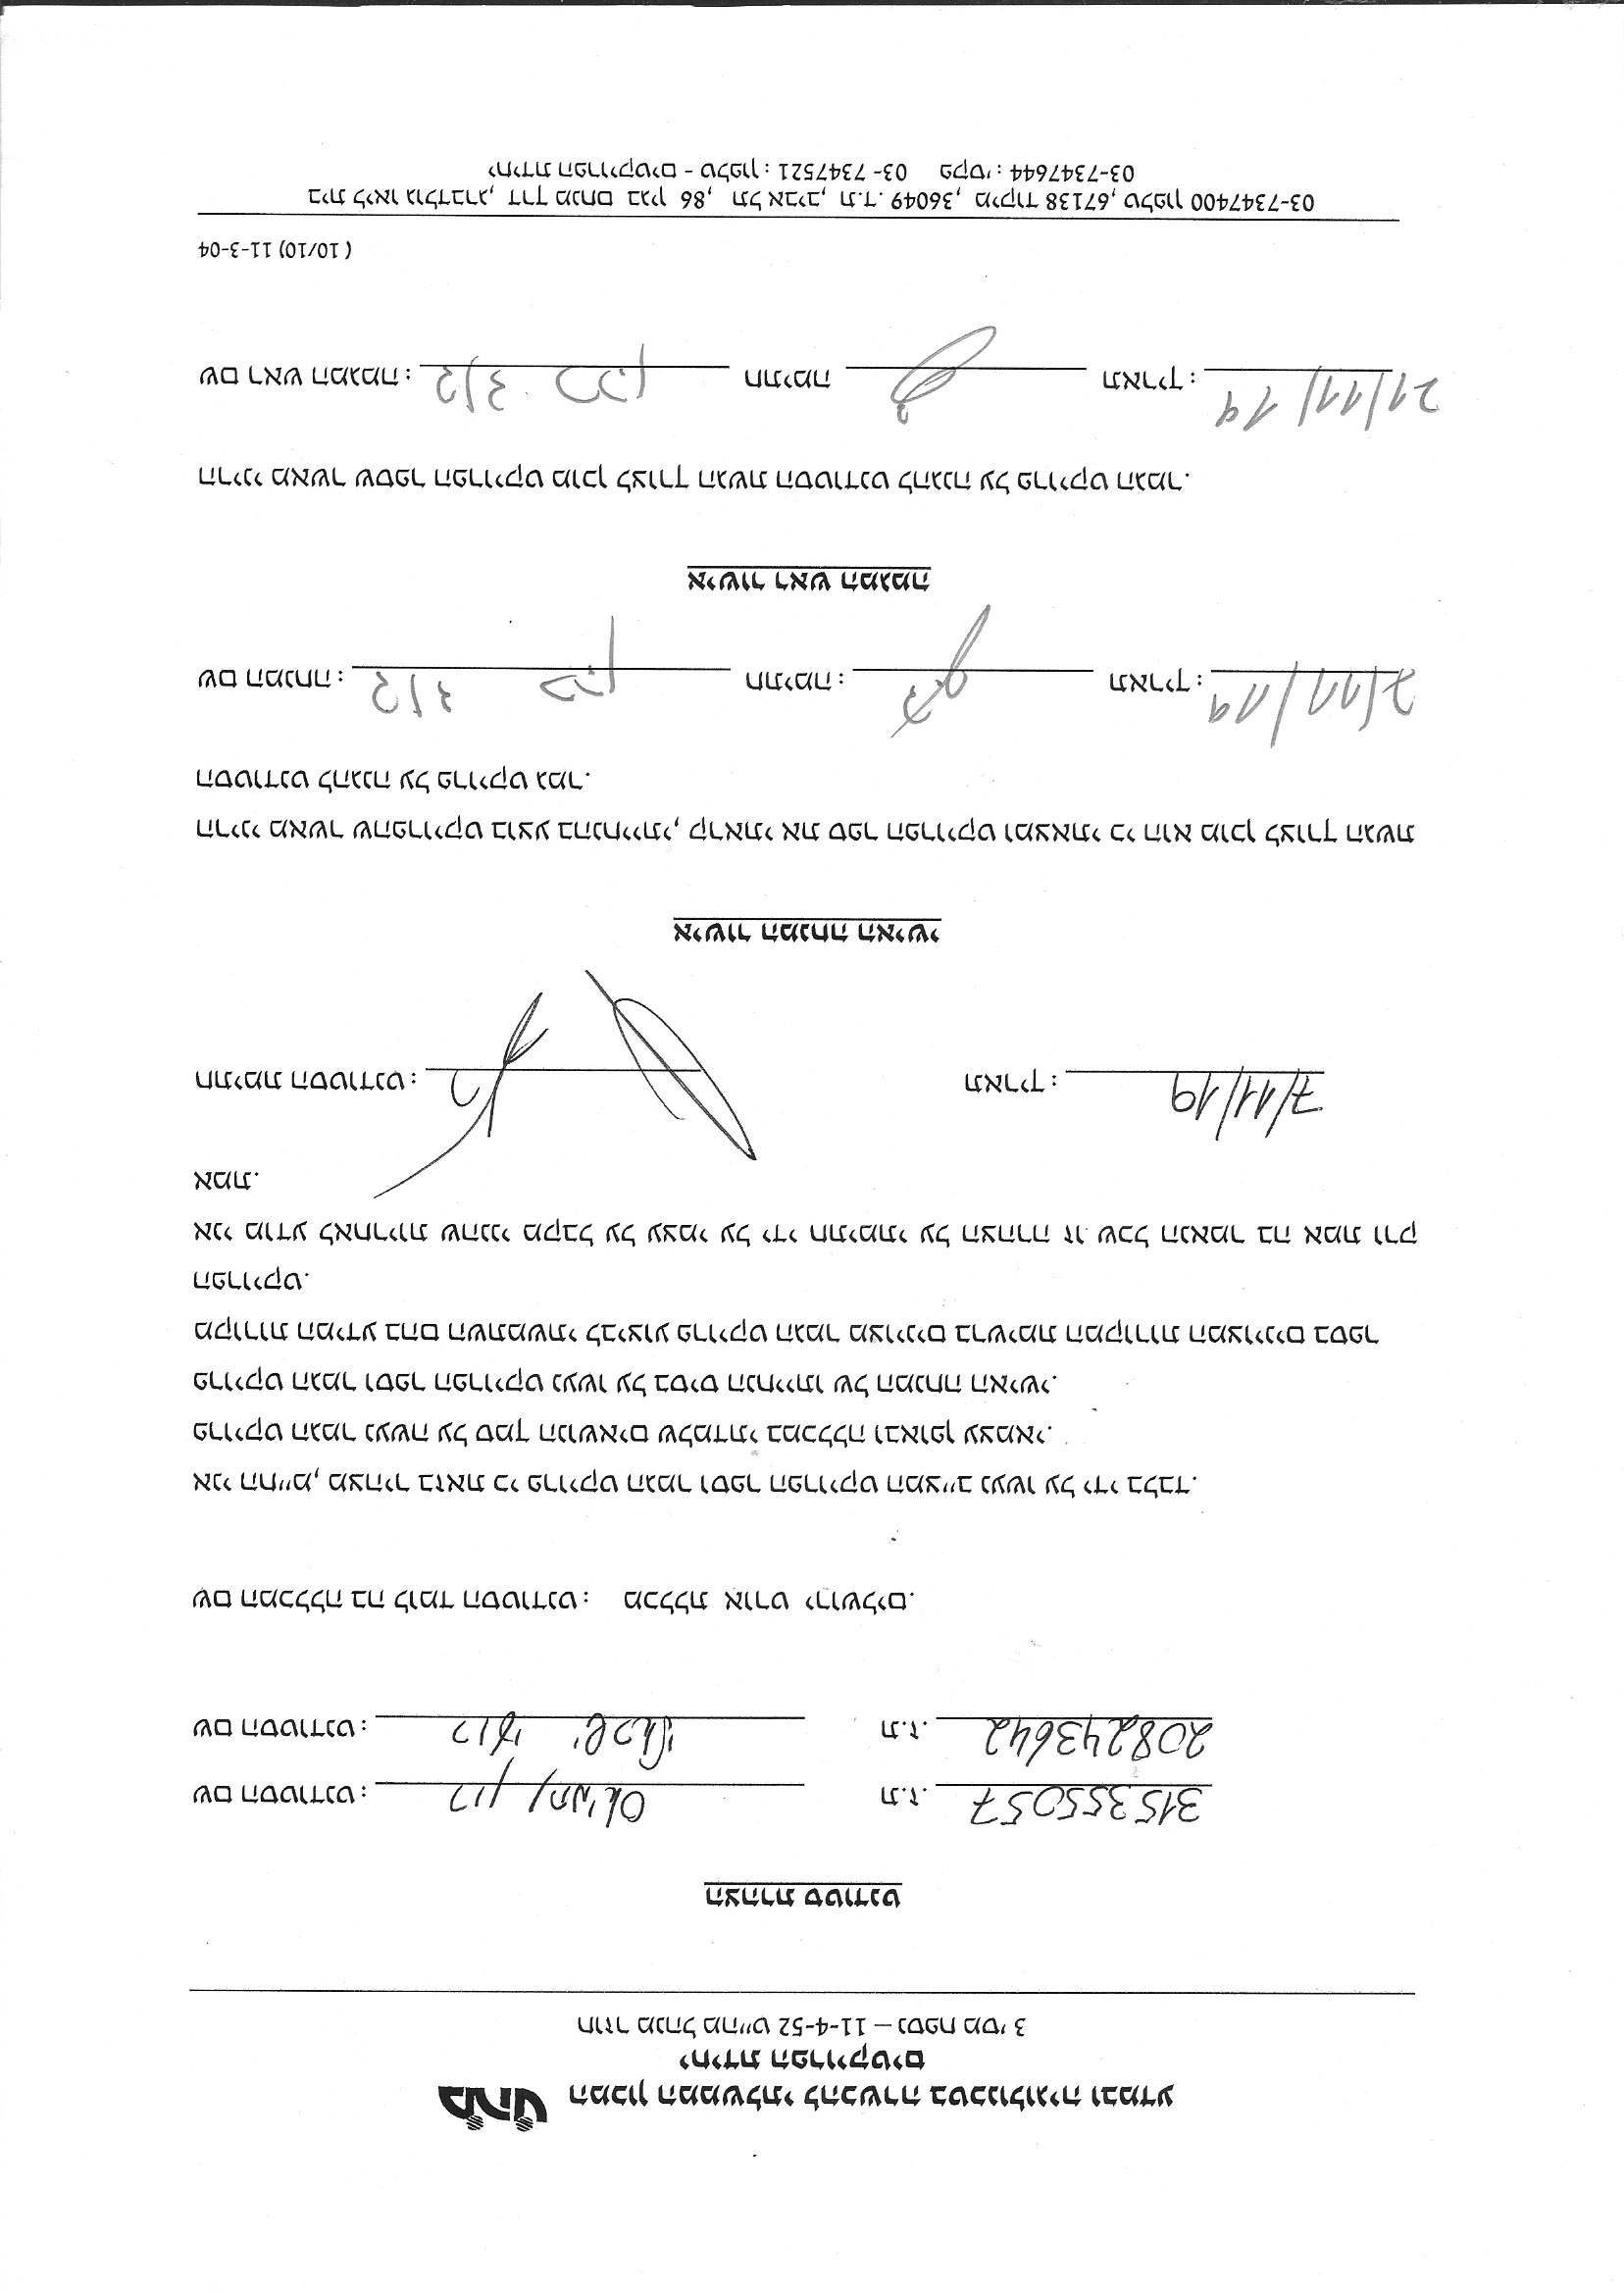 מה"ט המכון הממשלתי להכשרה בטכנולוגיה ובמדע
יחידת הפרויקטים
חוזר מנהל מה״ט 11-4-52 – נספח מס׳ 3
הצהרת סטודנט
שם הסטודנט: רון נחמיאס ת.ז. 315355057
שם הסטודנט: רועי ישראלי ת.ז. 208243642
שם המכללה בה לומד הסטודנט: מכללת אורט ירושלים.
אני הח״מ, מצהיר בזאת כי פרויקט הגמר וספר הפרויקט המצ״ב נעשו על ידי בלבד.
פרויקט הגמר נעשה על סמך הנושאים שלמדתי במכללה ובאופן עצמאי.
פרויקט הגמר וספר הפרויקט נעשו על בסיס הנחייתו של המנחה האישי.
מקורות המידע בהם השתמשתי לביצוע פרויקט הגמר מצוינים ברשימת המקורות המצוינים בספר
הפרויקט.
אני מודע לאחריות שהנני מקבל על עצמי על ידי חתימתי על הצהרה זו שכל הנאמר בה אמת ורק
אמת.
חתימת הסטודנט: תאריך: 7/11/19
אישור המנחה האישי
הריני מאשר שהפרויקט בוצע בהנחייתי, קראתי את ספר הפרויקט ומצאתי כי הוא מוכן לצורך הגשת
הסטודנט להגנה על פרויקט גמר.
שם המנחה: דוד כהן חתימה: תאריך: 7/11/19
אישור ראש המגמה
הריני מאשר שספר הפרויקט מוכן לצורך הגשת הסטודנט להגנה על פרויקט הגמר.
שם ראש המגמה: דוד כהן חתימה תאריך: 21/11/19
11-3-04 (10/10 )
בית ליאו גולדברג, דרך מנחם בגין 86, תל אביב, ת.ד. 36049, מיקוד 67138, טלפון 03-7347400
יחידת הפרויקטים - טלפון: 03- 7347521 פקס׳: 03-7347644